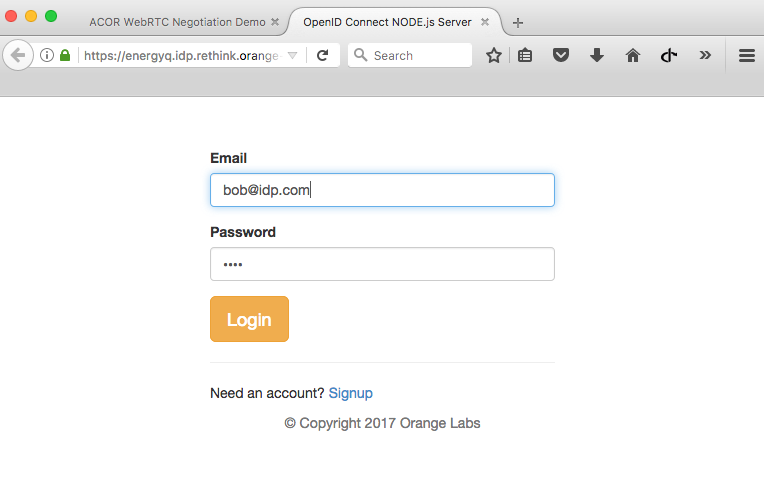 ACOR WebRTC Negotiation Demo
OpenID Connect NODE.js Server
https://energyq.idp.rethink.orange-
Search
Email
bob@idp.com
Password
••••
Login
Need an account? Signup
© Copyright 2017 Orange Labs